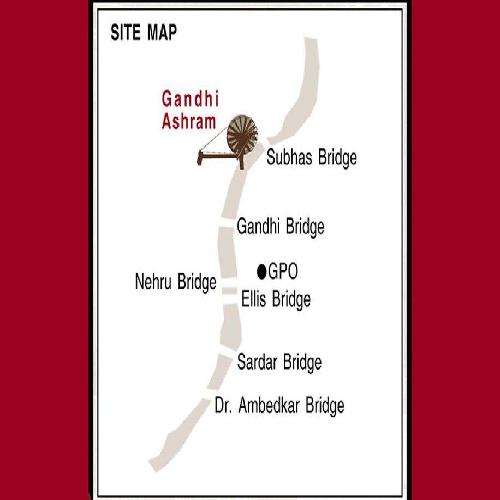 SITE MAP
Gandhi
Ashram
Subhas Bridge
Gandhi Bridge
GPO
Nehru Bridge
Ellis Bridge
Sardar Bridge
Dr. Ambedkar Bridge